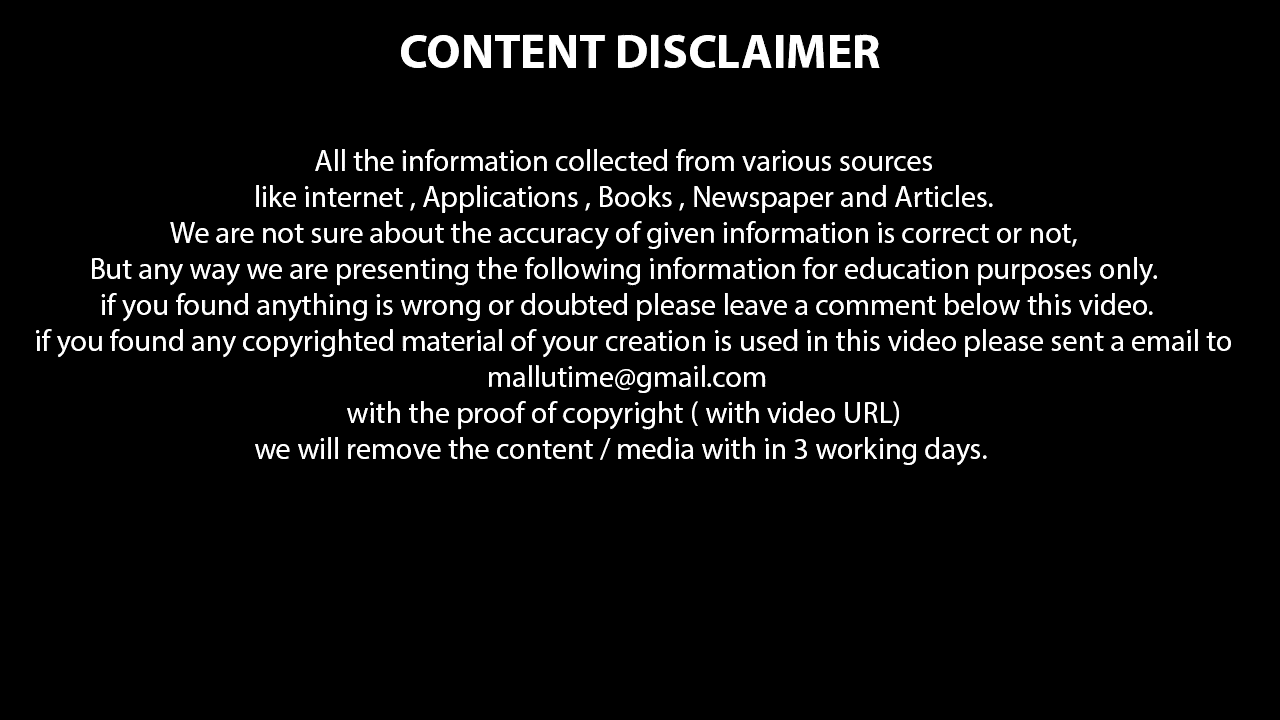 CONTENT DISCLAIMER
All the information collected from various sources
like internet , Applications , Books , Newspaper and Articles.
We are not sure about the accuracy of given information is correct or not,
But any way we are presenting the following information for education purposes only.
if you found anything is wrong or doubted please leave a comment below this video.
if you found any copyrighted material of your creation is used in this video please sent a email to
mallutime@gmail.com
with the proof of copyright ( with video URL)
we will remove the content / media with in 3 working days.